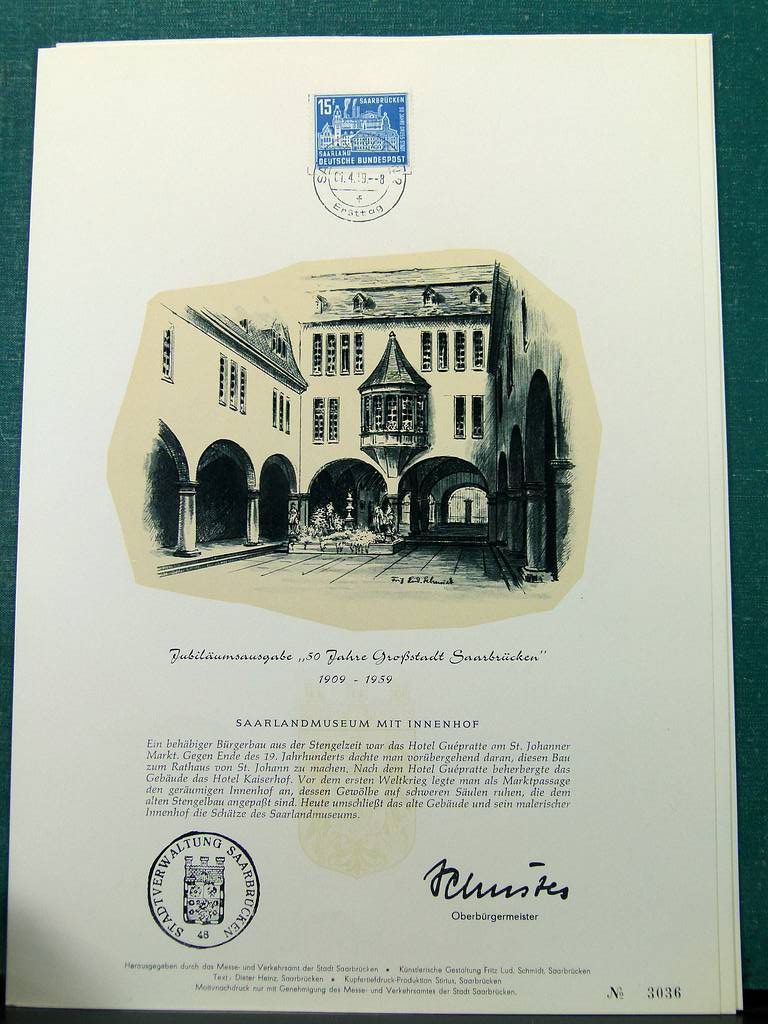 15 F SAARBRÜCKEN
50 JAHRE GROSSSTADT
SAARLAND
DEUTSCHE BUNDESPOST
Ersttag
Fritz Lud. Schmidt
Jubiläumsausgabe „50 Jahre Großstadt Saarbrücken"
1909 - 1959
SAARLANDMUSEUM MIT INNENHOF
Ein behäbiger Bürgerbau aus der Stengelzeit war das Hotel Guépratte am St. Johanner
Markt. Gegen Ende des 19. Jahrhunderts dachte man vorübergehend daran, diesen Bau
zum Rathaus von St. Johann zu machen. Nach dem Hotel Guépratte beherbergte das
Gebäude das Hotel Kaiserhof. Vor dem ersten Weltkrieg legte man als Marktpassage
den geräumigen Innenhof an, dessen Gewölbe auf schweren Säulen ruhen, die dem
alten Stengelbau angepaßt sind. Heute umschließt das alte Gebäude und sein malerischer
Innenhof die Schätze des Saarlandmuseums.
STADTVERWALTUNG SAARBRÜCKEN
48
Oberbürgermeister
Herausgegeben durch das Messe- und Verkehrsamt der Stadt Saarbrücken • Künstlerische Gestaltung Fritz Lud. Schmidt, Saarbrücken
Text: Dieter Heinz, Saarbrücken • Kupfertiefdruck-Produktion Stirius, Saarbrücken
Motivnachdruck nur mit Genehmigung des Messe- und Verkehrsamtes der Stadt Saarbrücken.
№ 3036